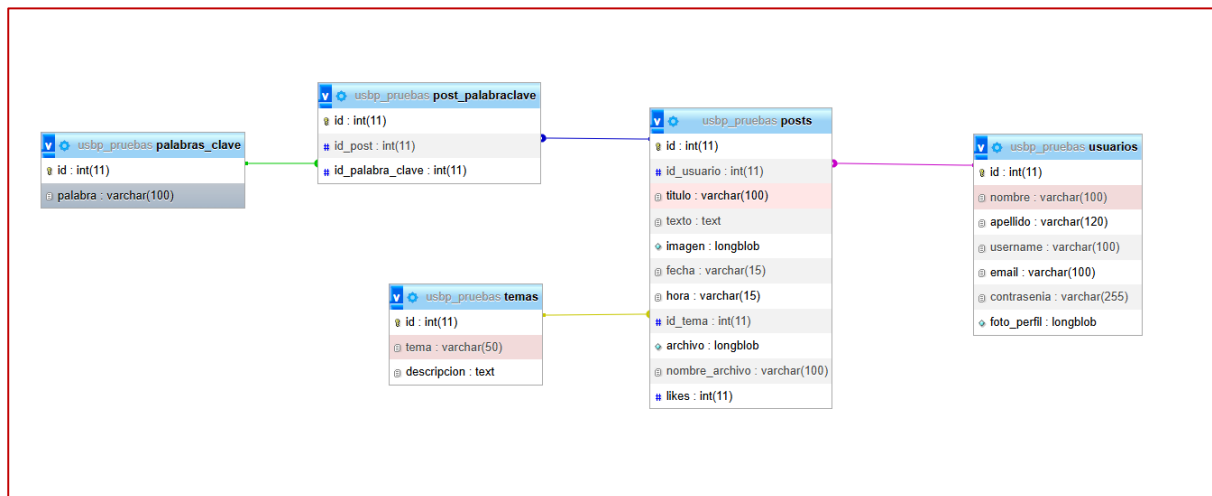 usbp_pruebas palabras_clave
id : int(11)
palabra : varchar(100)
usbp_pruebas post_palabraclave
id : int(11)
id_post : int(11)
id_palabra_clave : int(11)
usbp_pruebas temas
id : int(11)
tema : varchar(50)
descripcion : text
usbp_pruebas posts
id : int(11)
id_usuario : int(11)
titulo : varchar(100)
texto : text
imagen : longblob
fecha : varchar(15)
hora : varchar(15)
id_tema : int(11)
archivo : longblob
nombre_archivo : varchar(100)
likes : int(11)
usbp_pruebas usuarios
id : int(11)
nombre : varchar(100)
apellido : varchar(120)
username : varchar(100)
email : varchar(100)
contrasenia : varchar(255)
foto_perfil : longblob